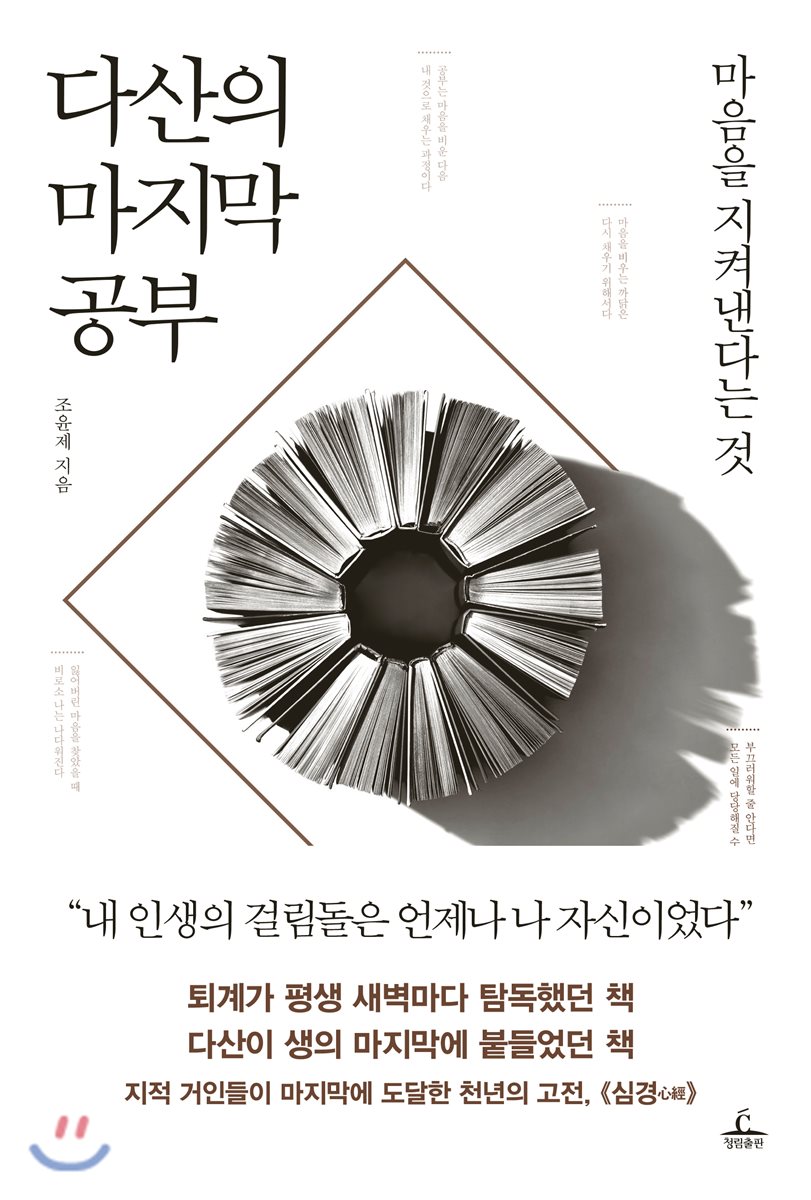 다산의
마지막
공부
조윤제 지음
마음을 지켜낸다는 것
공부는 마음을 비운 다음
내 것으로 채우는 과정이다
마음을 비우는 까닭은
다시 채우기 위해서다
잃어버린 마음을 찾았을 때
비로소 나는 나다워진다
부끄러워할 줄 안다면
모든 일에 당당해질 수
“내 인생의 걸림돌은 언제나 나 자신이었다”
퇴계가 평생 새벽마다 탐독했던 책
다산이 생의 마지막에 붙들었던 책
지적 거인들이 마지막에 도달한 천년의 고전, 《심경心經》
Ć
청림출판